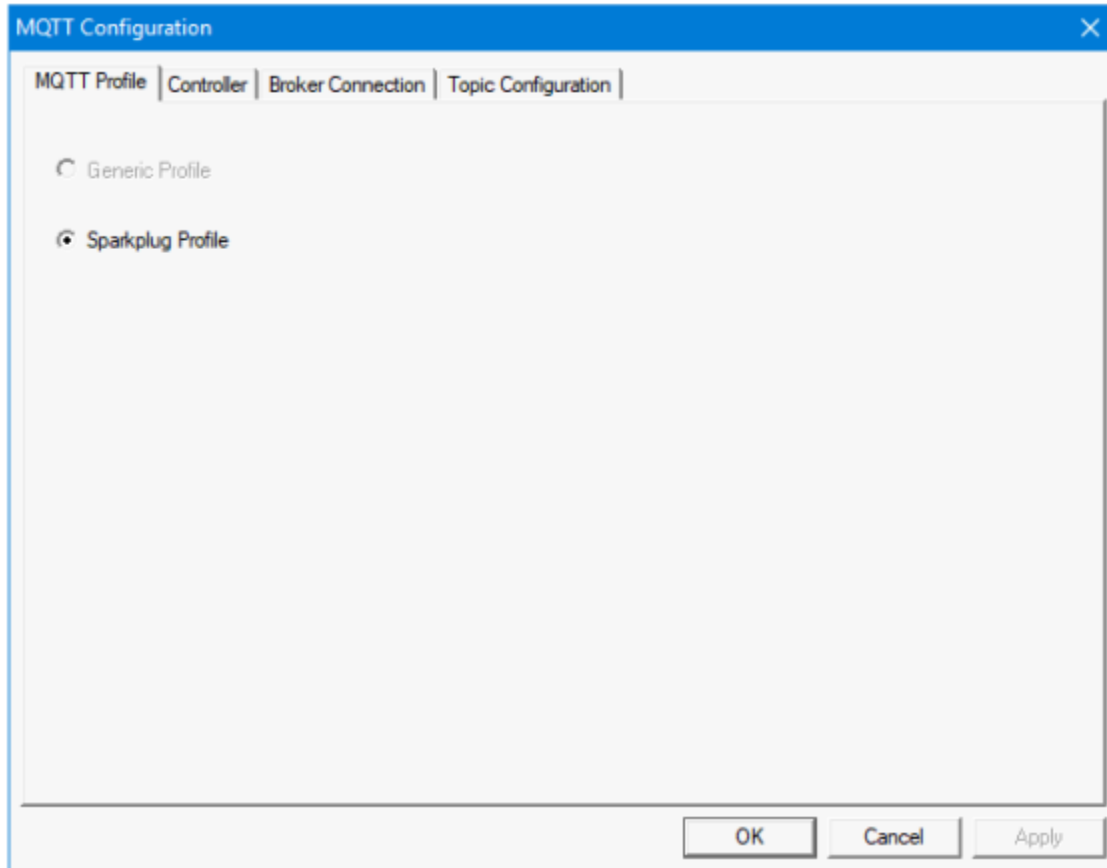 MQTT Configuration
MQTT Profile Controller Broker Connection Topic Configuration
Generic Profile
Sparkplug Profile
OK Cancel Apply